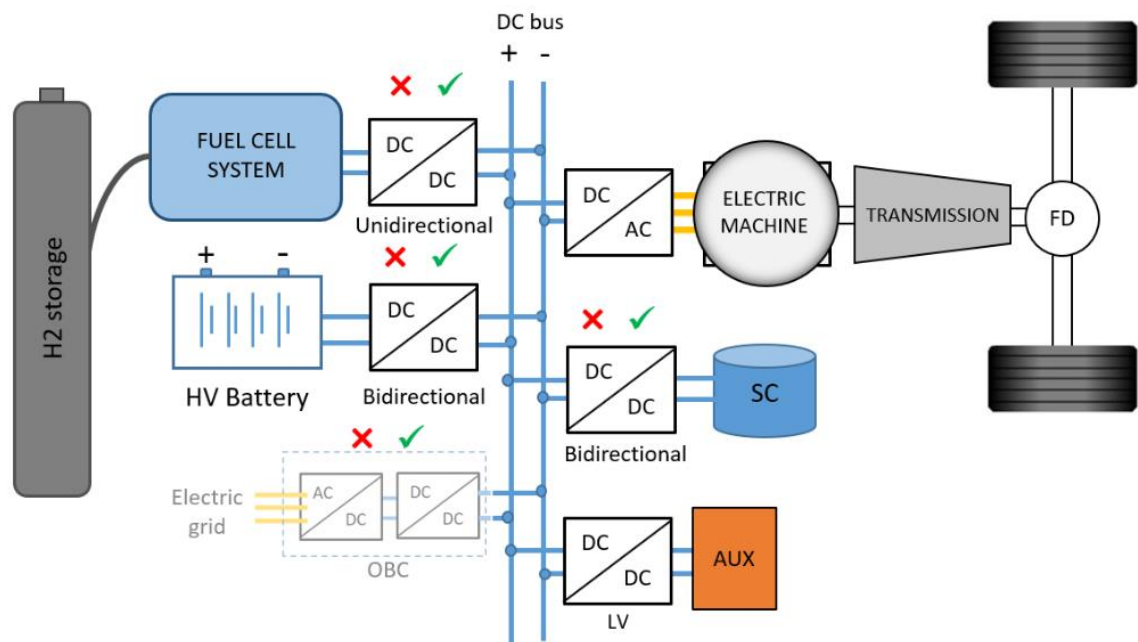 DC bus
+ -
H2 storage
FUEL CELL
SYSTEM
DC
DC
Unidirectional
DC
AC
ELECTRIC
MACHINE
TRANSMISSION
FD
+ -
HV Battery
DC
DC
Bidirectional
DC
DC
Bidirectional
SC
Electric
grid
AC
DC
DC
DC
OBC
DC
DC
LV
AUX